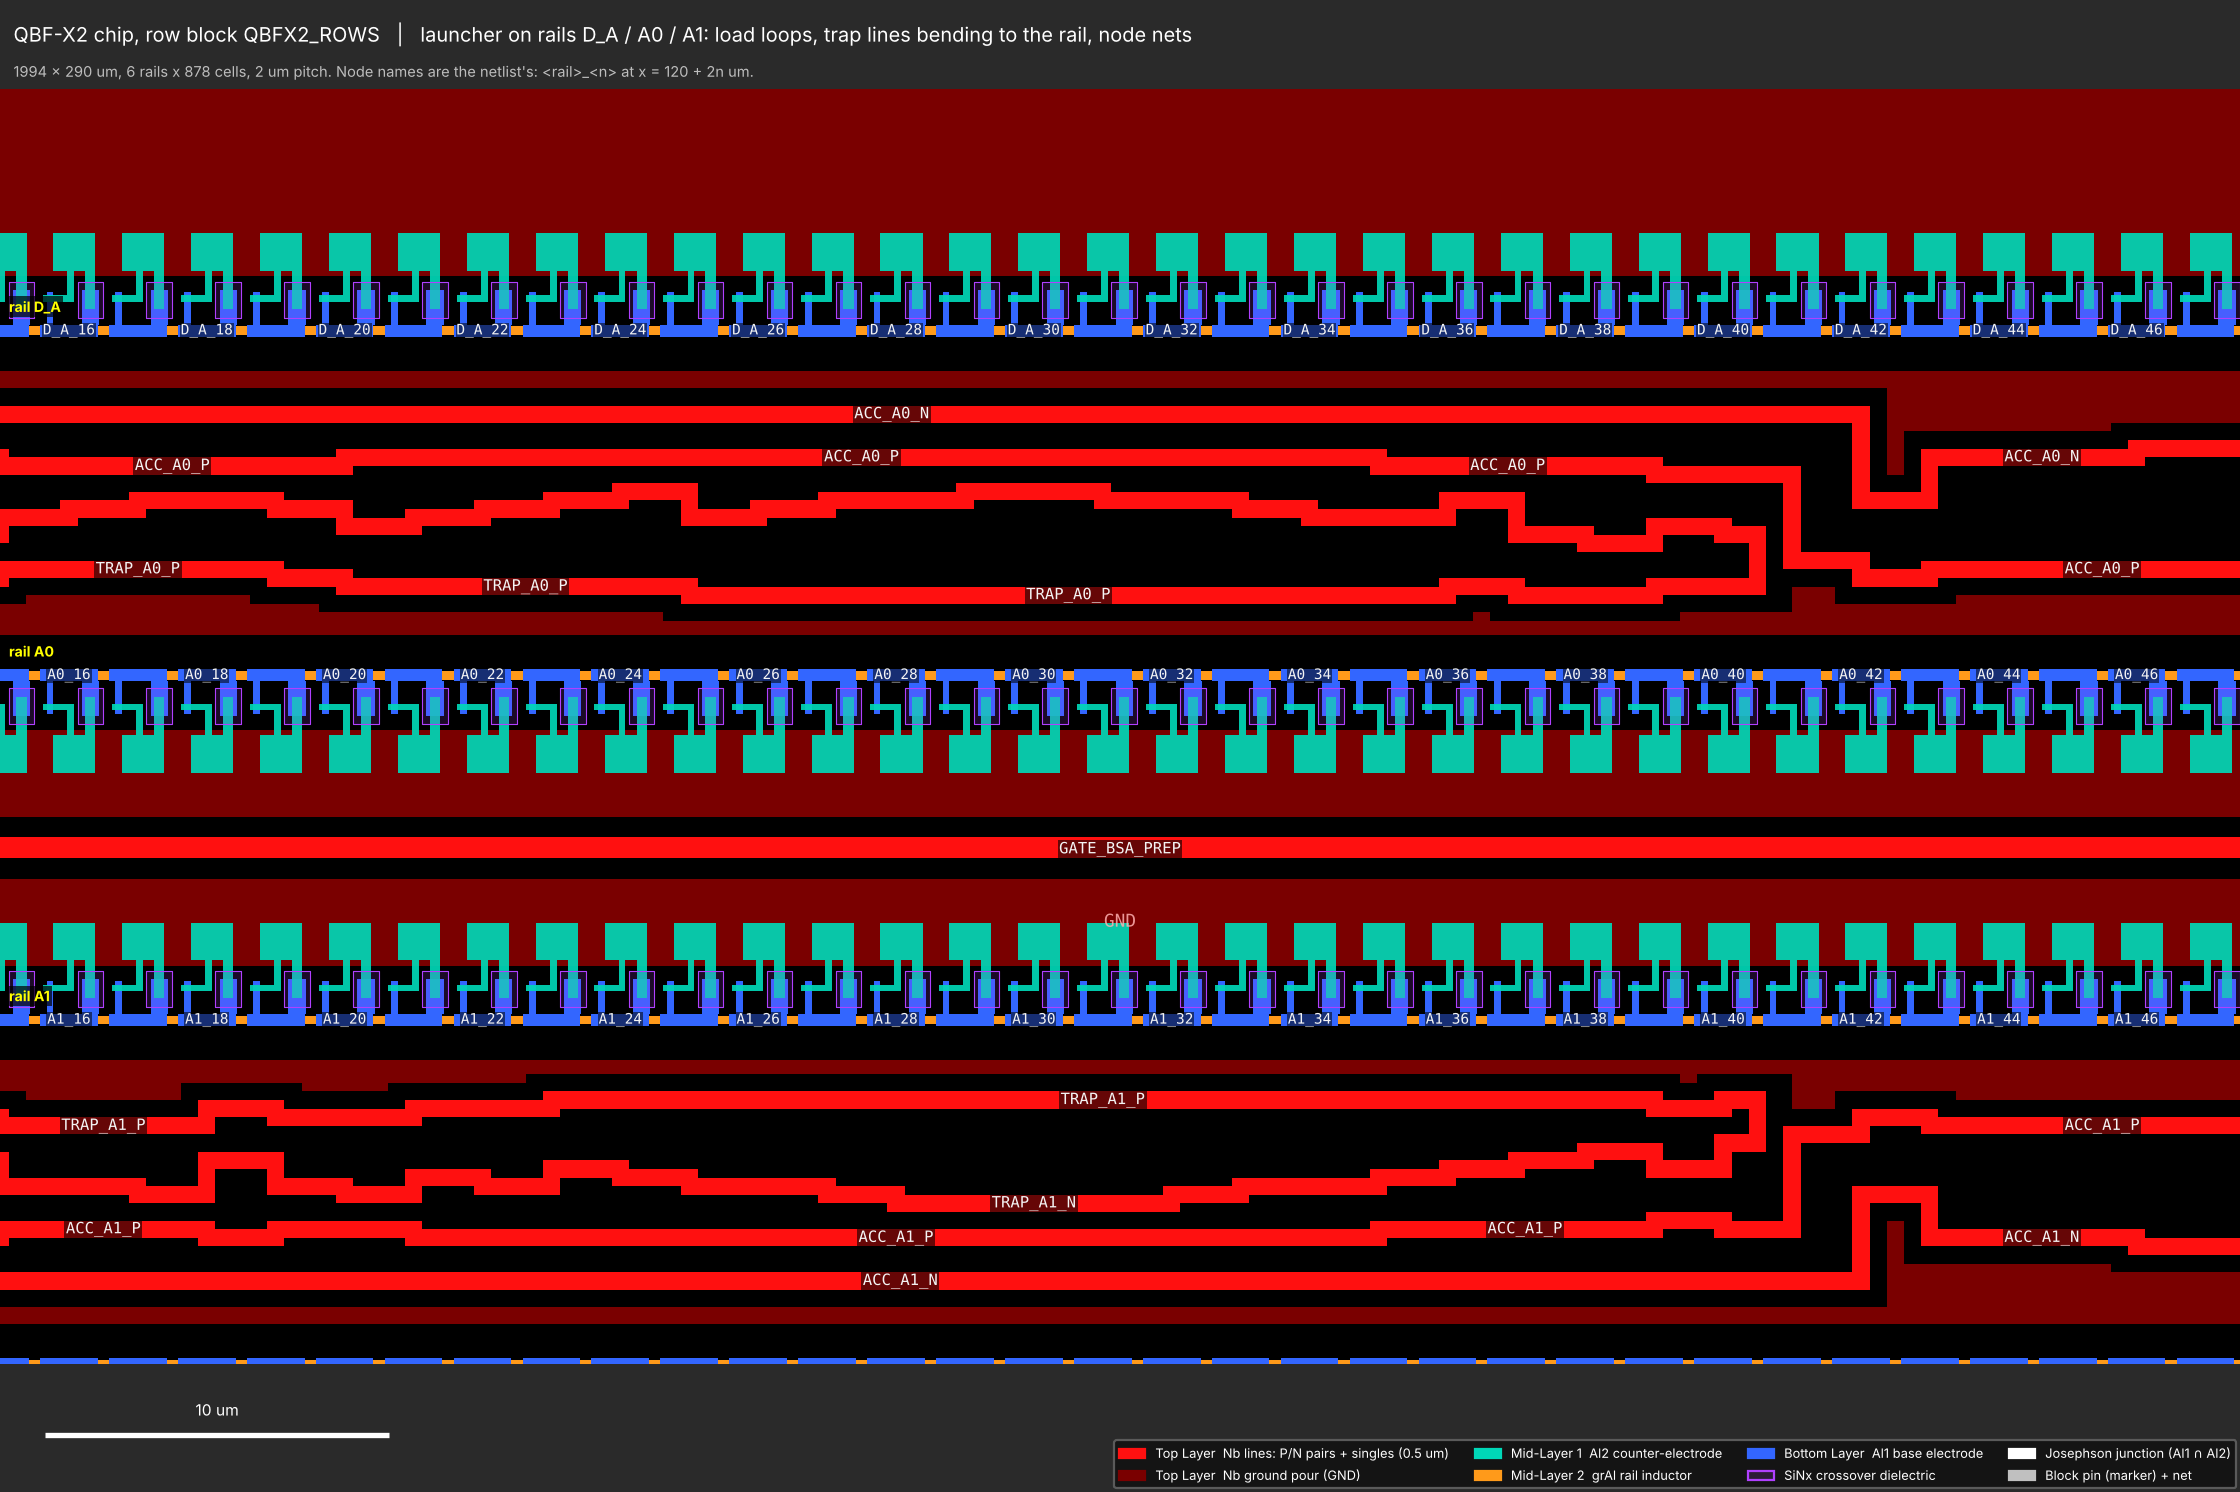 QBF-X2 chip, row block QBFX2_ROWS | launcher on rails D_A / A0 / A1: load loops, trap lines bending to the rail, node nets
1994 × 290 um, 6 rails x 878 cells, 2 um pitch. Node names are the netlist's: <rail>_<n> at x = 120 + 2n um.
rail D_A
D_A_16 D_A_18 D_A_20 D_A_22 D_A_24 D_A_26 D_A_28 D_A_30 D_A_32 D_A_34 D_A_36 D_A_38 D_A_40 D_A_42 D_A_44 D_A_46
ACC_A0_N
ACC_A0_P ACC_A0_P ACC_A0_P ACC_A0_N
TRAP_A0_P TRAP_A0_P TRAP_A0_P ACC_A0_P
rail A0
A0_16 A0_18 A0_20 A0_22 A0_24 A0_26 A0_28 A0_30 A0_32 A0_34 A0_36 A0_38 A0_40 A0_42 A0_44 A0_46
GATE_BSA_PREP
GND
rail A1
A1_16 A1_18 A1_20 A1_22 A1_24 A1_26 A1_28 A1_30 A1_32 A1_34 A1_36 A1_38 A1_40 A1_42 A1_44 A1_46
TRAP_A1_P
TRAP_A1_P ACC_A1_P
TRAP_A1_N
ACC_A1_P ACC_A1_P ACC_A1_P ACC_A1_N
ACC_A1_N
10 um
Top Layer Nb lines: P/N pairs + singles (0.5 um) Mid-Layer 1 Al2 counter-electrode Bottom Layer Al1 base electrode Josephson junction (Al1 ∩ Al2)
Top Layer Nb ground pour (GND) Mid-Layer 2 grAl rail inductor SiNx crossover dielectric Block pin (marker) + net